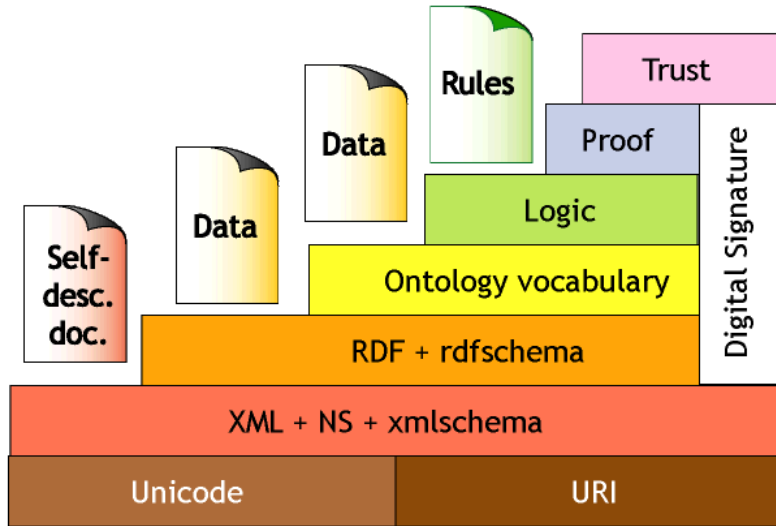 Rules
Trust
Data
Proof
Data
Logic
Self-
desc.
doc.
Ontology vocabulary
Digital Signature
RDF + rdfschema
XML + NS + xmlschema
Unicode
URI